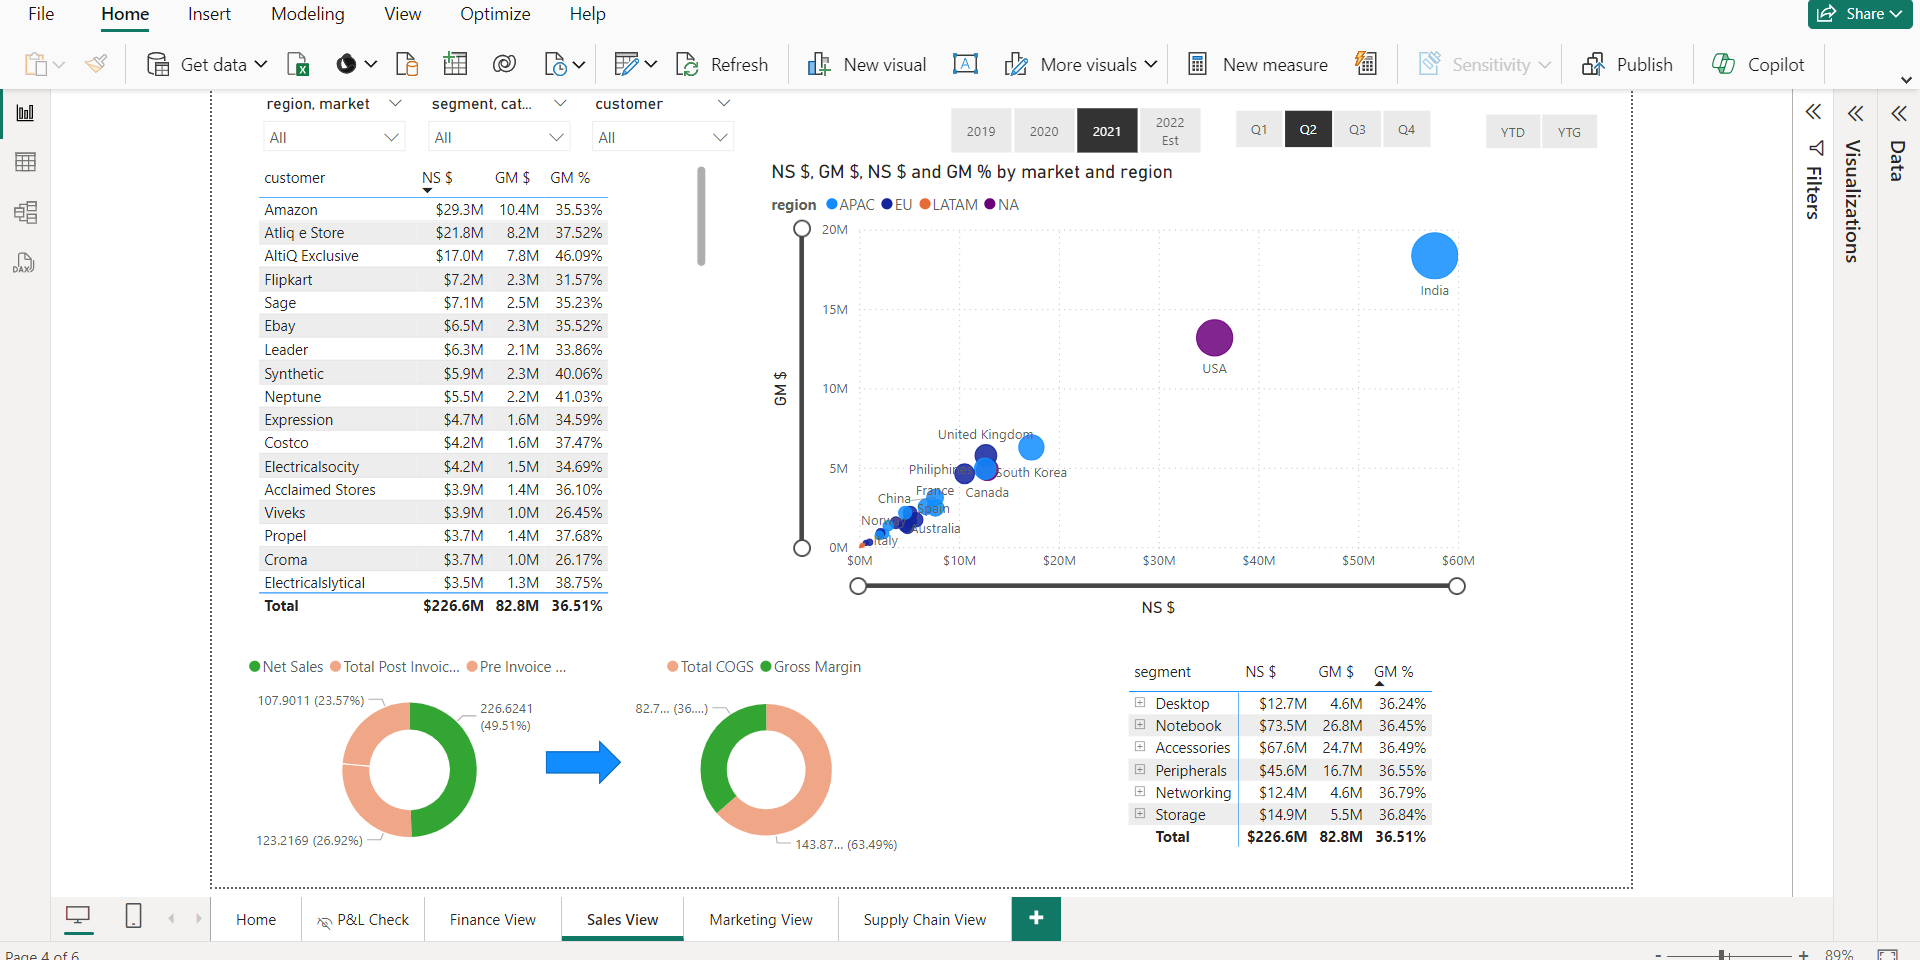 File Home Insert Modeling View Optimize Help Share
Get data Refresh New visual More visuals New measure Sensitivity Publish Copilot
region, market segment, cat... customer
All All All
2019 2020 2021 2022 Est Q1 Q2 Q3 Q4 YTD YTG
customer NS $ GM $ GM %
Amazon $29.3M 10.4M 35.53%
Atliq e Store $21.8M 8.2M 37.52%
AltiQ Exclusive $17.0M 7.8M 46.09%
Flipkart $7.2M 2.3M 31.57%
Sage $7.1M 2.5M 35.23%
Ebay $6.5M 2.3M 35.52%
Leader $6.3M 2.1M 33.86%
Synthetic $5.9M 2.3M 40.06%
Neptune $5.5M 2.2M 41.03%
Expression $4.7M 1.6M 34.59%
Costco $4.2M 1.6M 37.47%
Electricalsocity $4.2M 1.5M 34.69%
Acclaimed Stores $3.9M 1.4M 36.10%
Viveks $3.9M 1.0M 26.45%
Propel $3.7M 1.4M 37.68%
Croma $3.7M 1.0M 26.17%
Electricalslytical $3.5M 1.3M 38.75%
Total $226.6M 82.8M 36.51%
NS $, GM $, NS $ and GM % by market and region
region APAC EU LATAM NA
20M
15M
10M
5M
0M
GM $
India
USA
United Kingdom
South Korea
Canada
France
China
Spain
Australia
Italy
$0M $10M $20M $30M $40M $50M $60M
NS $
Net Sales Total Post Invoic... Pre Invoice ...
107.9011 (23.57%)
226.6241
(49.51%)
123.2169 (26.92%)
Total COGS Gross Margin
82.7... (36....)
143.87... (63.49%)
segment NS $ GM $ GM %
Desktop $12.7M 4.6M 36.24%
Notebook $73.5M 26.8M 36.45%
Accessories $67.6M 24.7M 36.49%
Peripherals $45.6M 16.7M 36.55%
Networking $12.4M 4.6M 36.79%
Storage $14.9M 5.5M 36.84%
Total $226.6M 82.8M 36.51%
Filters
Visualizations
Data
DAX
Home P&L Check Finance View Sales View Marketing View Supply Chain View
Page 4 of 6
89%